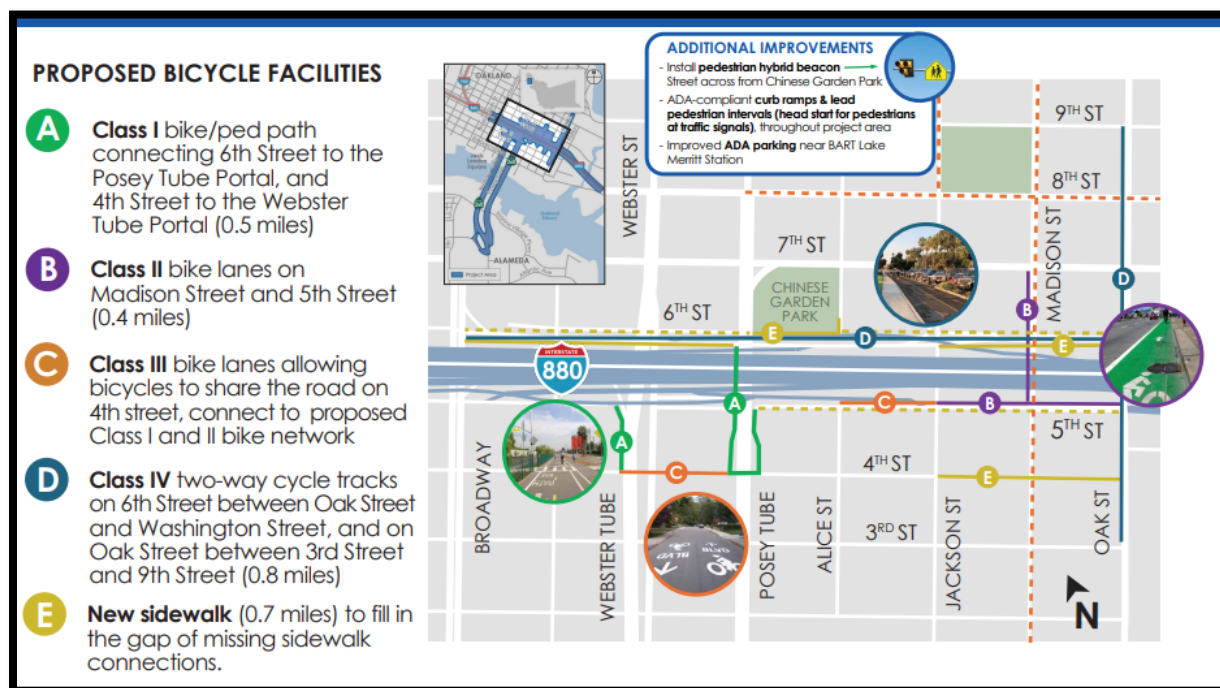 PROPOSED BICYCLE FACILITIES
A
Class I bike/ped path
connecting 6th Street to the
Posey Tube Portal, and
4th Street to the Webster
Tube Portal (0.5 miles)
B
Class II bike lanes on
Madison Street and 5th Street
(0.4 miles)
C
Class III bike lanes allowing
bicycles to share the road on
4th street, connect to proposed
Class I and II bike network
D
Class IV two-way cycle tracks
on 6th Street between Oak Street
and Washington Street, and on
Oak Street between 3rd Street
and 9th Street (0.8 miles)
E
New sidewalk (0.7 miles) to fill in
the gap of missing sidewalk
connections.
OAKLAND
ALAMEDA
Project Area
ADDITIONAL IMPROVEMENTS
- Install pedestrian hybrid beacon
Street across from Chinese Garden Park
- ADA-compliant curb ramps & lead
pedestrian intervals (head start for pedestrians
at traffic signals), throughout project area
- Improved ADA parking near BART Lake
Merritt Station
9TH ST
8TH ST
WEBSTER ST
7TH ST
MADISON ST
D
CHINESE
GARDEN
PARK
6TH ST
B
E
D
E
INTERSTATE
880
A
C
B
A
5TH ST
C
4TH ST
E
BROADWAY
WEBSTER TUBE
POSEY TUBE
ALICE ST
3RD ST
JACKSON ST
OAK ST
BLVD
BLVD
N